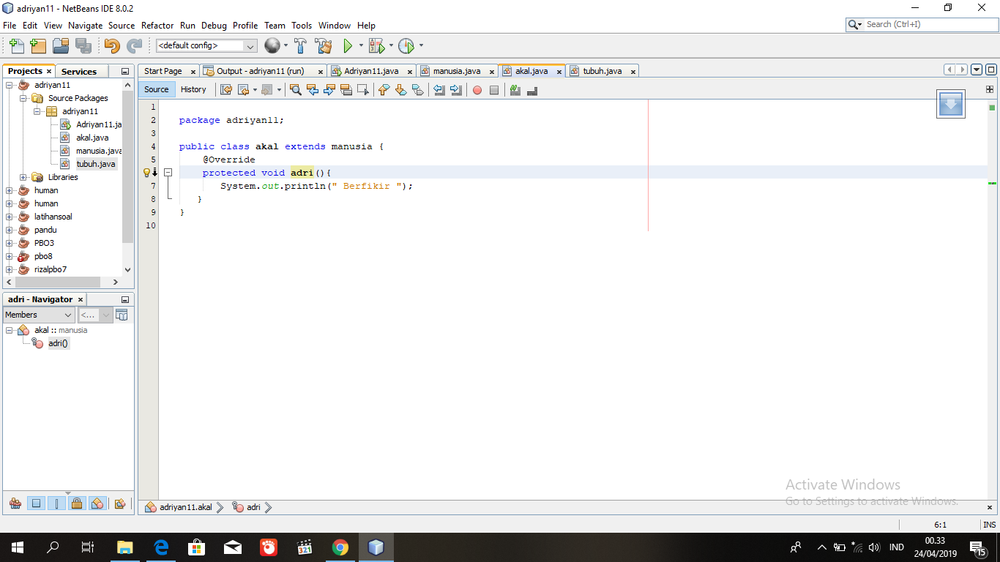 adriyan11 - NetBeans IDE 8.0.2
File Edit View Navigate Source Refactor Run Debug Profile Team Tools Window Help
Search (Ctrl+I)
<default config>
Projects
Services
Start Page
Output - adriyan11 (run)
Adriyan11.java
manusia.java
akal.java
tubuh.java
Source
History
adriyan11
Source Packages
adriyan11
Adriyan11.ja
akal.java
manusia.java
tubuh.java
Libraries
human
human
latihansoal
pandu
PBO3
pbo8
rizalpbo7
1
2 package adriyan11;
3
4 public class akal extends manusia {
5 @Override
6 protected void adri(){
7 System.out.println(" Berfikir ");
8 }
9 }
10
adri - Navigator
Members
<...
akal :: manusia
adri()
Activate Windows
Go to Settings to activate Windows.
adriyan11.akal
adri
6:1
INS
321
IND
00.33
24/04/2019
15